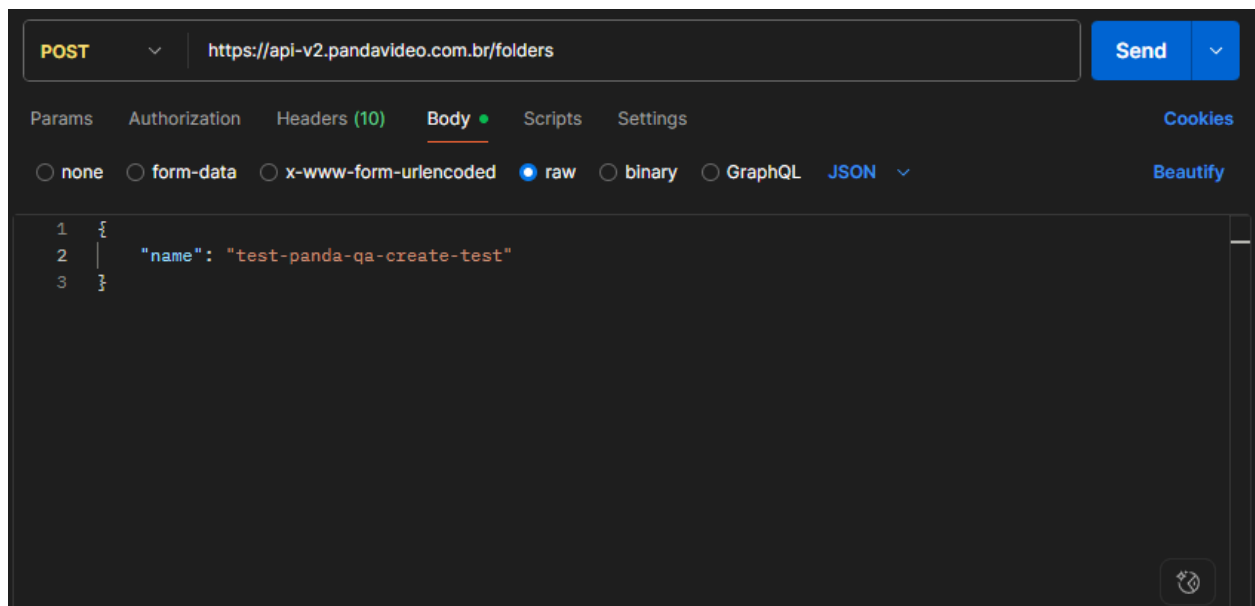 POST https://api-v2.pandavideo.com.br/folders Send
Params Authorization Headers (10) Body Scripts Settings Cookies
none form-data x-www-form-urlencoded raw binary GraphQL JSON Beautify
1 {
2 "name": "test-panda-qa-create-test"
3 }